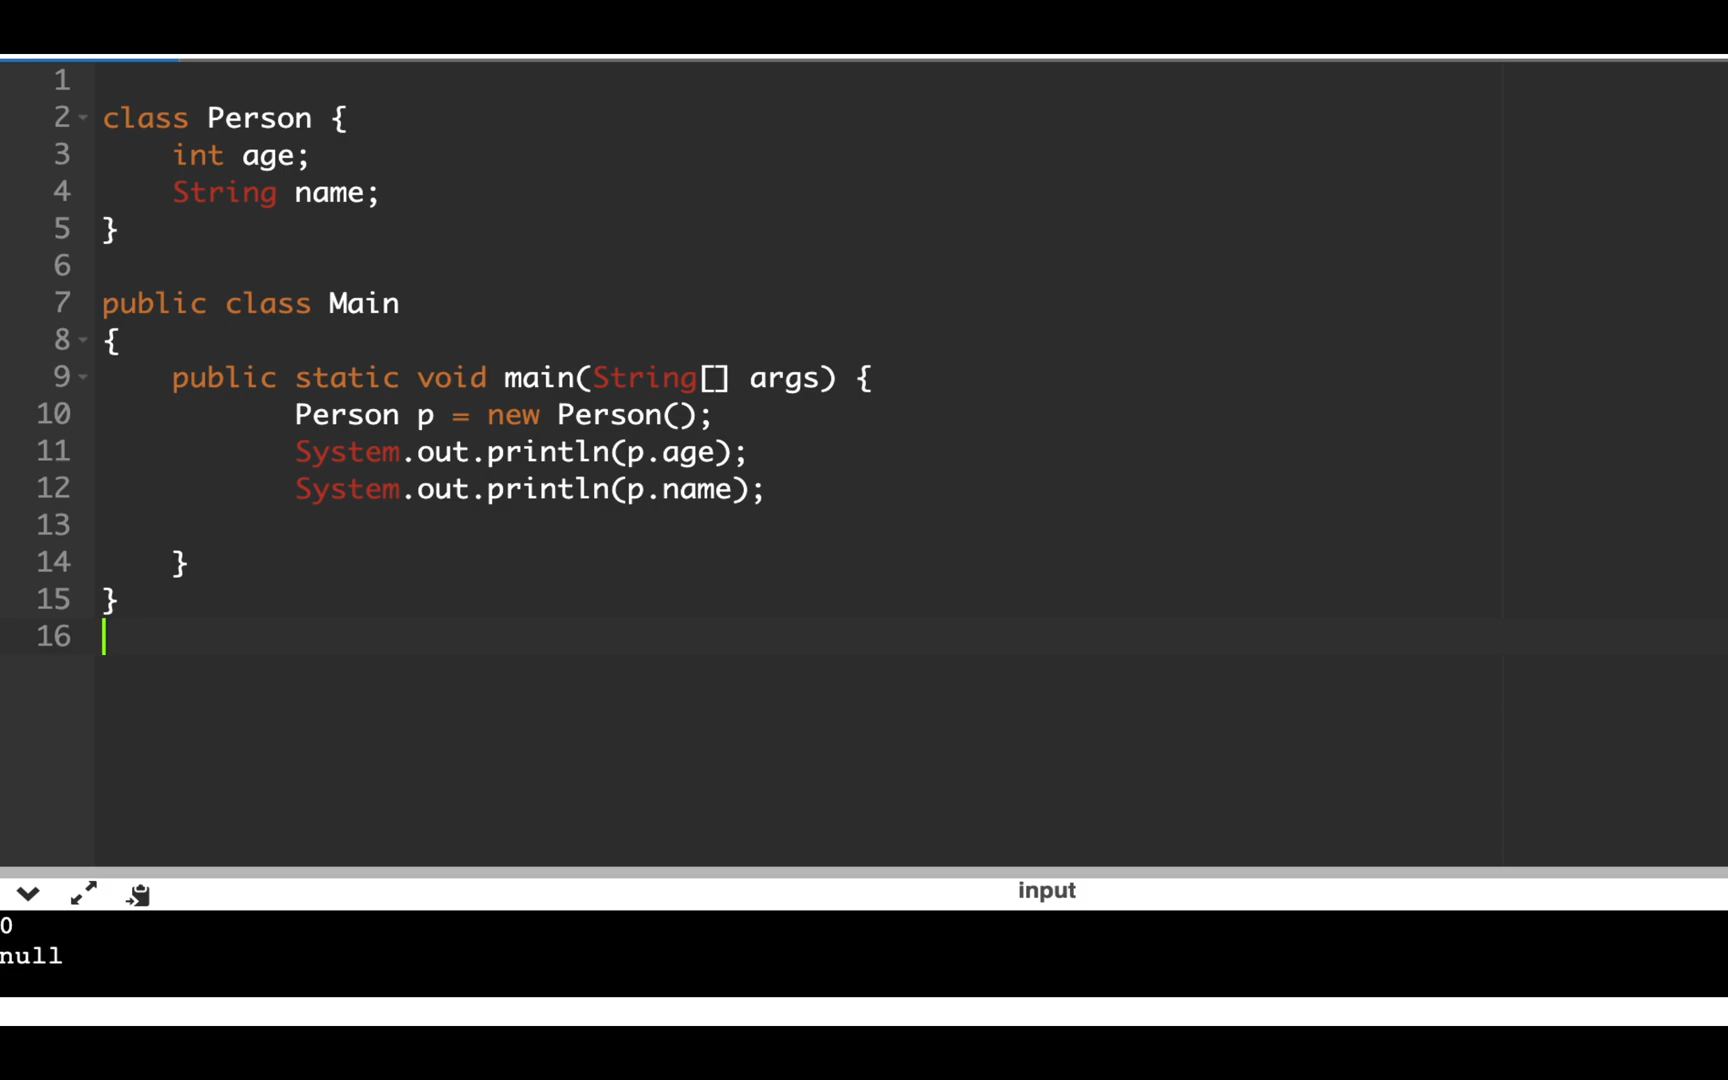 1
2 class Person {
3 int age;
4 String name;
5 }
6
7 public class Main
8 {
9 public static void main(String[] args) {
10 Person p = new Person();
11 System.out.println(p.age);
12 System.out.println(p.name);
13
14 }
15 }
16
input
0
null